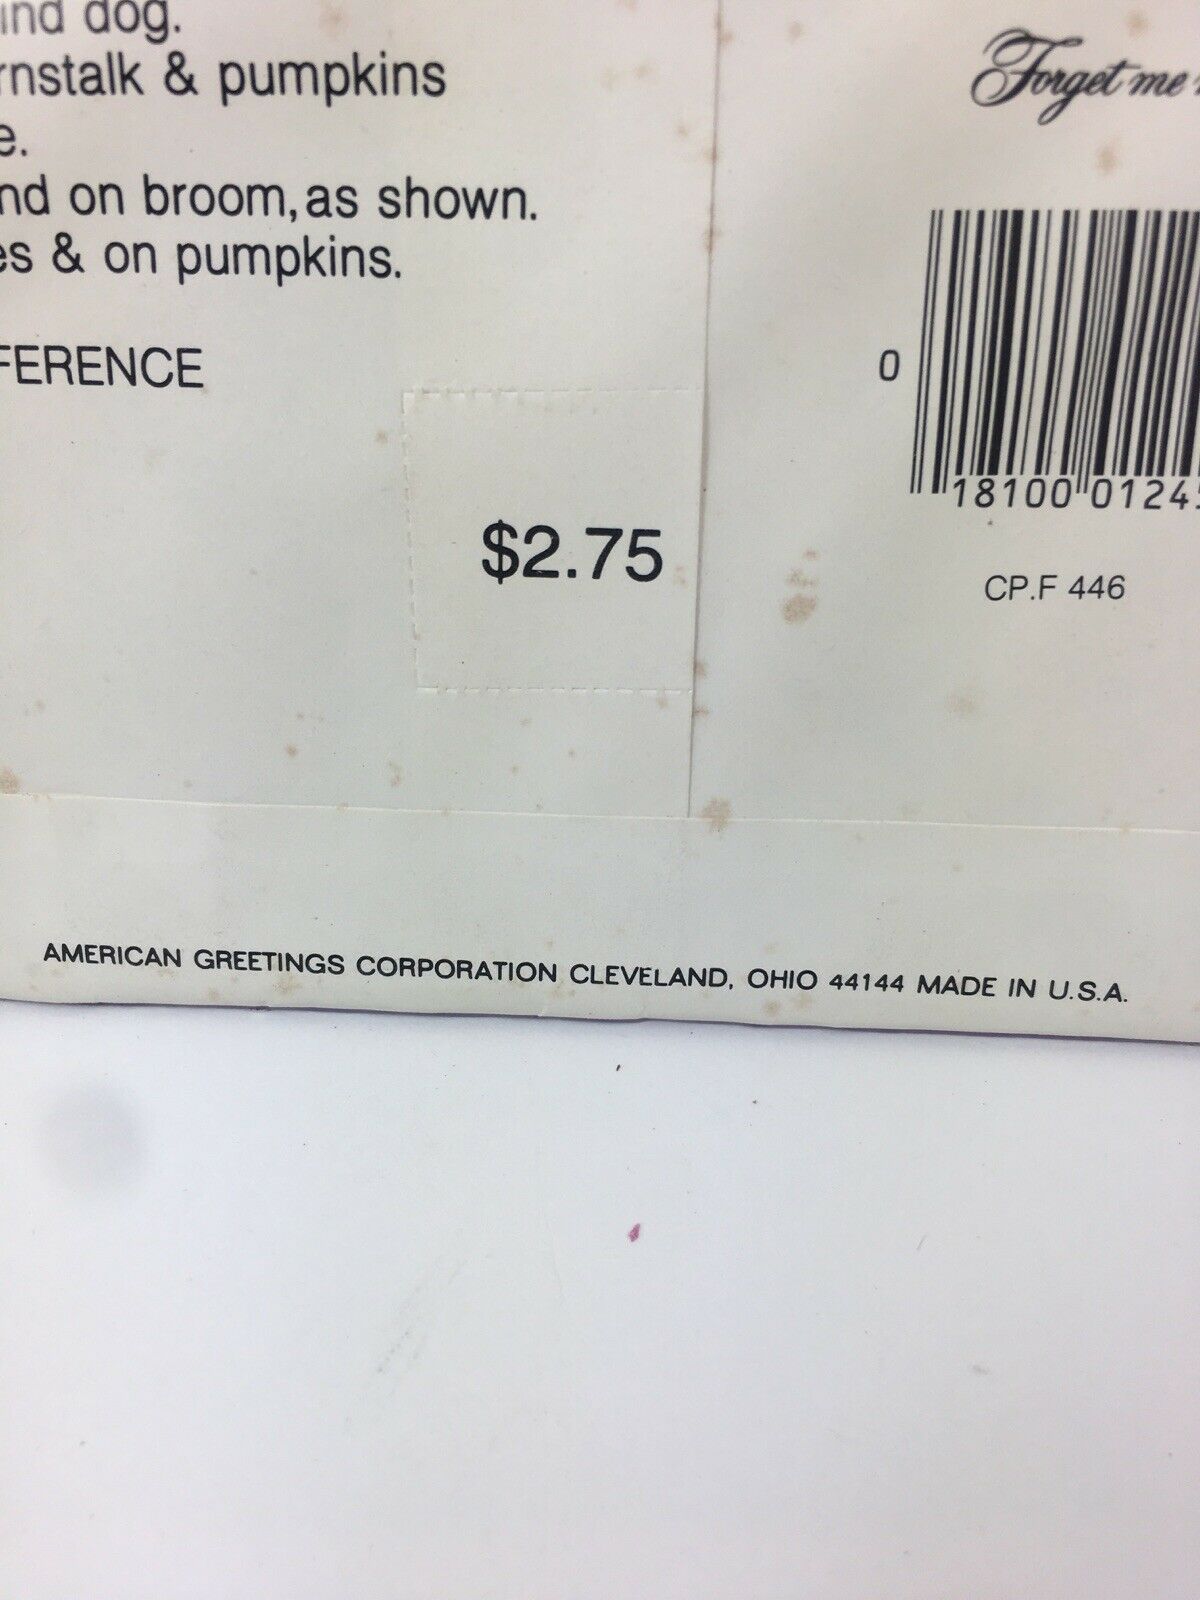 ind dog.
rnstalk & pumpkins
e.
nd on broom, as shown.
es & on pumpkins.
FERENCE
$2.75
Forget me
0 18100 0124
CP.F 446
AMERICAN GREETINGS CORPORATION CLEVELAND, OHIO 44144 MADE IN U.S.A.